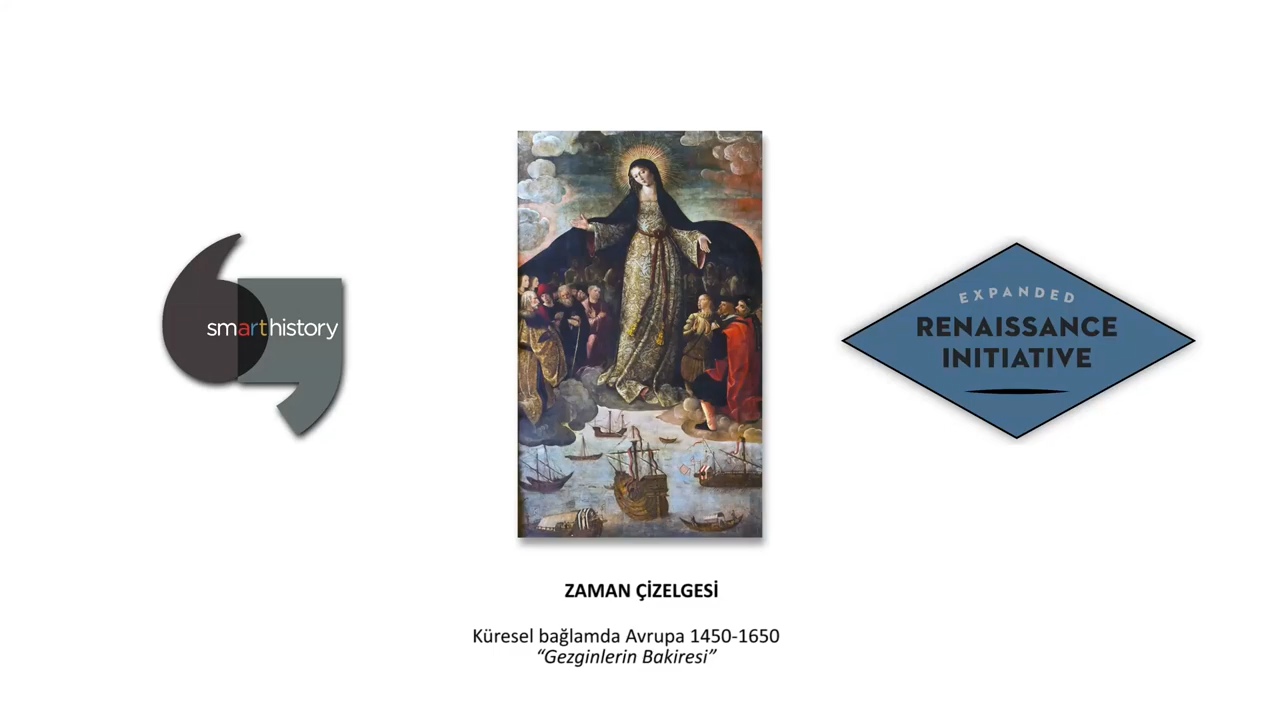 smarthistory
EXPANDED
RENAISSANCE
INITIATIVE
ZAMAN ÇİZELGESİ
Küresel bağlamda Avrupa 1450-1650
“Gezginlerin Bakiresi”